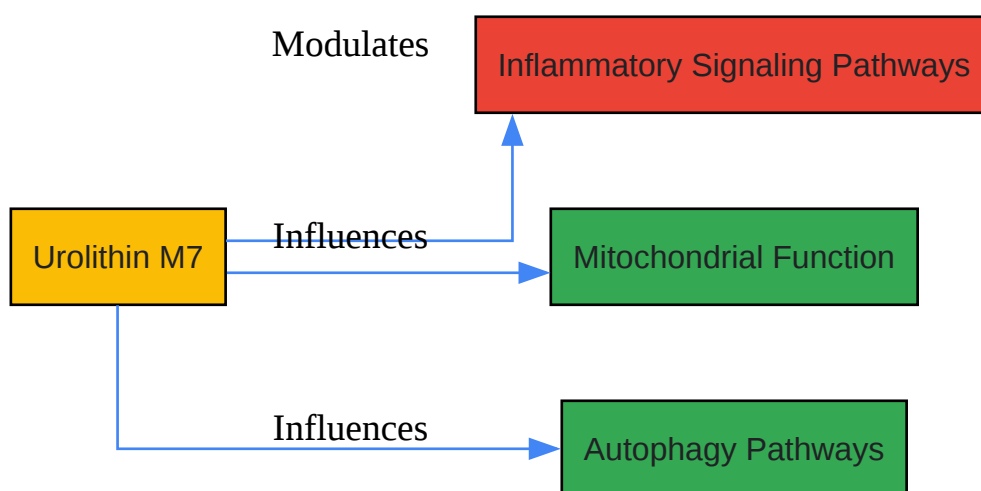 Modulates
Inflammatory Signaling Pathways
Urolithin M7
Influences
Mitochondrial Function
Influences
Autophagy Pathways